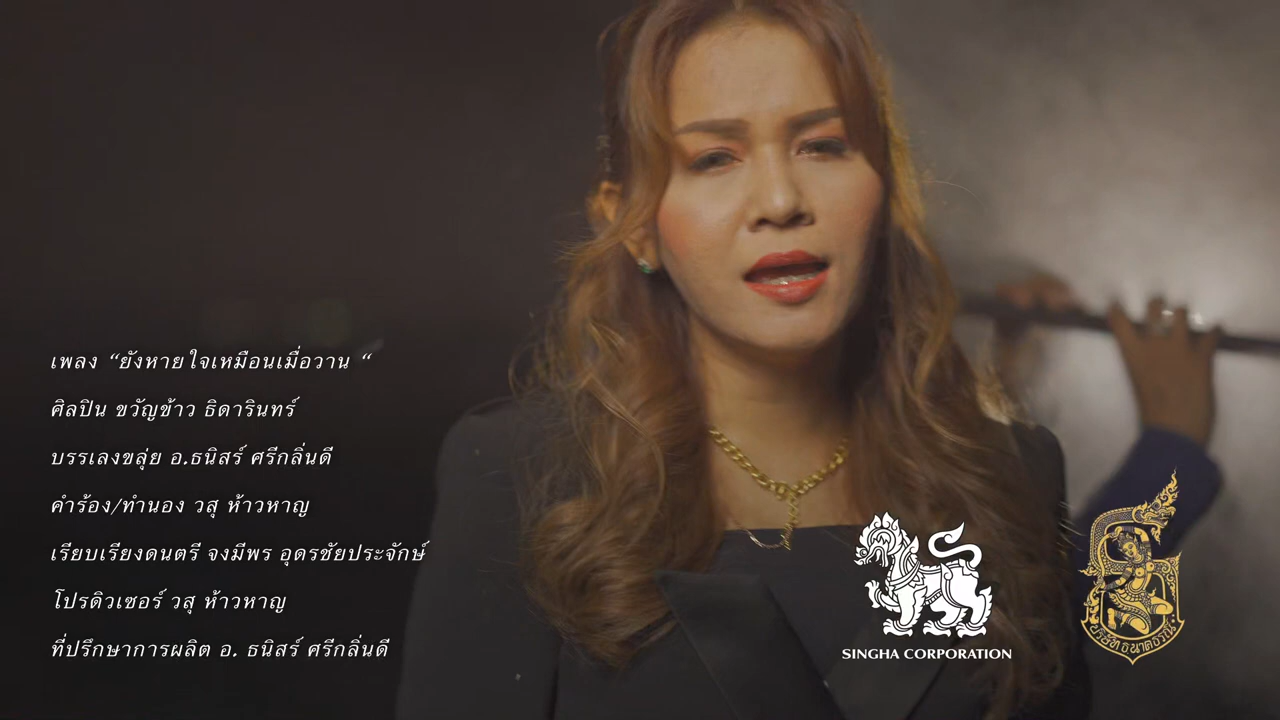 เพลง “ยังหายใจเหมือนเมื่อวาน “
ศิลปิน ขวัญข้าว ธิดารินทร์
บรรเลงขลุ่ย อ.ธนิสร์ ศรีกลิ่นดี
คำร้อง/ทำนอง วสุ ห้าวหาญ
เรียบเรียงดนตรี จงมีพร อุดรชัยประจักษ์
โปรดิวเซอร์ วสุ ห้าวหาญ
ที่ปรึกษาการผลิต อ. ธนิสร์ ศรีกลิ่นดี
SINGHA CORPORATION
บริษัท